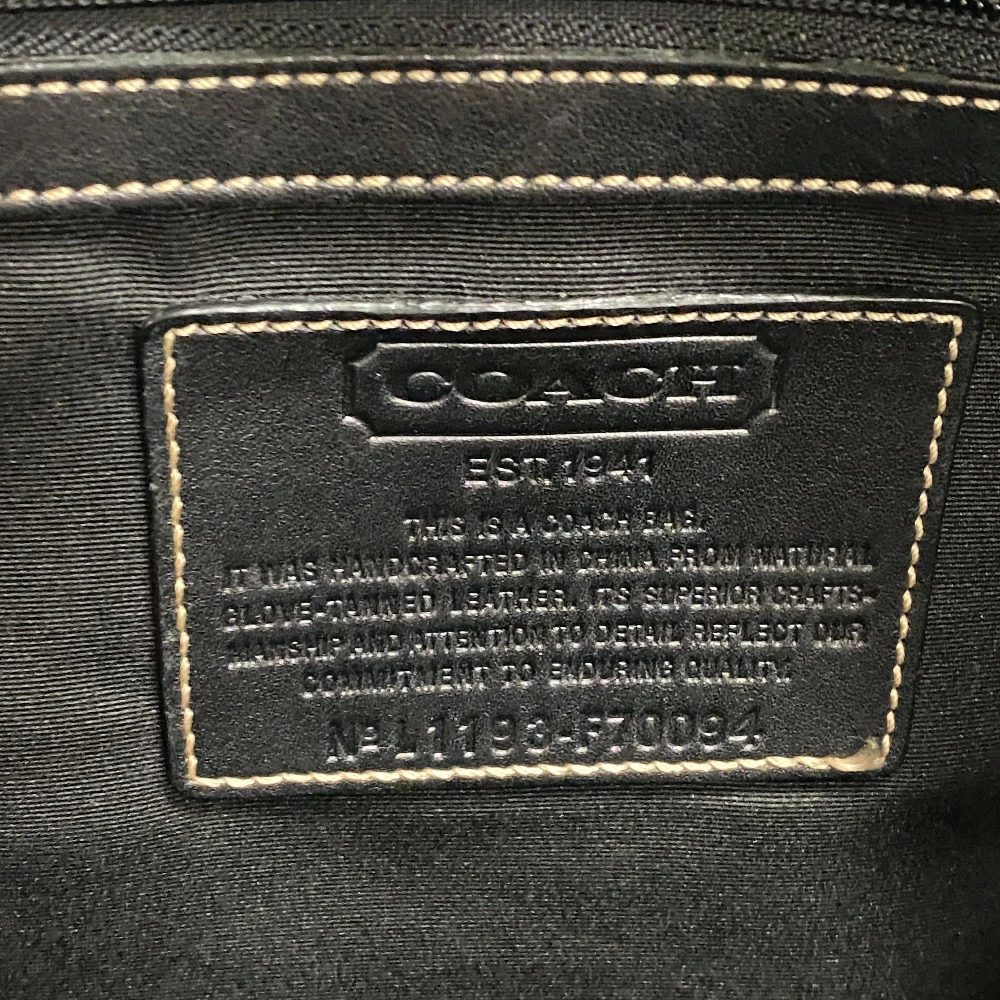 COACH
EST. 1941
THIS IS A COACH BAG.
IT WAS HANDCRAFTED IN CHINA FROM NATURAL
GLOVE-TANNED LEATHER. ITS SUPERIOR CRAFTS-
MANSHIP AND ATTENTION TO DETAIL REFLECT OUR
COMMITMENT TO ENDURING QUALITY.
Nº L1193-F70094